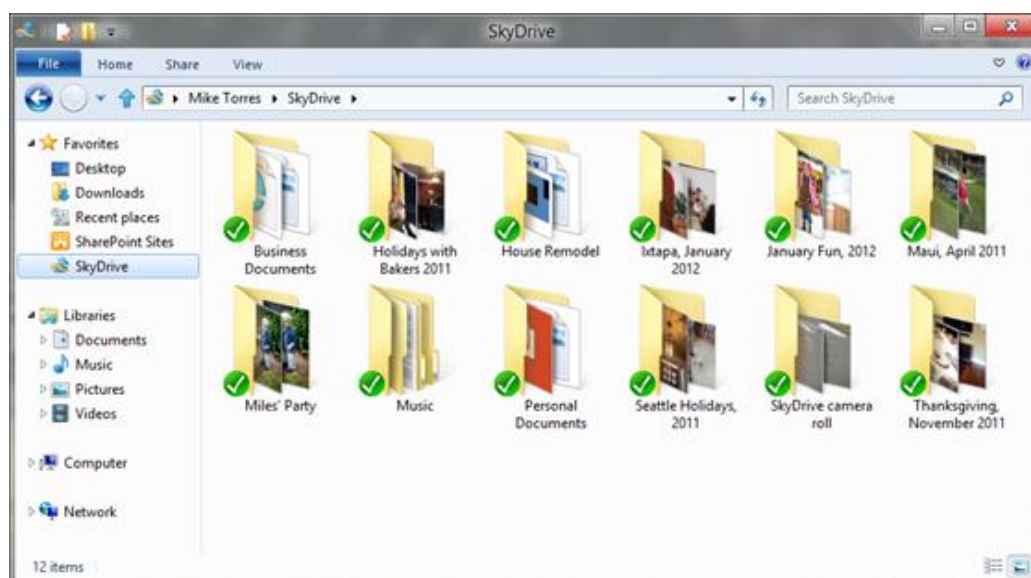 SkyDrive
File Home Share View
Mike Torres SkyDrive
Search SkyDrive
Favorites
Desktop
Downloads
Recent places
SharePoint Sites
SkyDrive
Libraries
Documents
Music
Pictures
Videos
Computer
Network
Business
Documents
Holidays with
Bakers 2011
House Remodel
Ixtapa, January
2012
January Fun, 2012
Maui, April 2011
Miles' Party
Music
Personal
Documents
Seattle Holidays,
2011
SkyDrive camera
roll
Thanksgiving,
November 2011
12 items